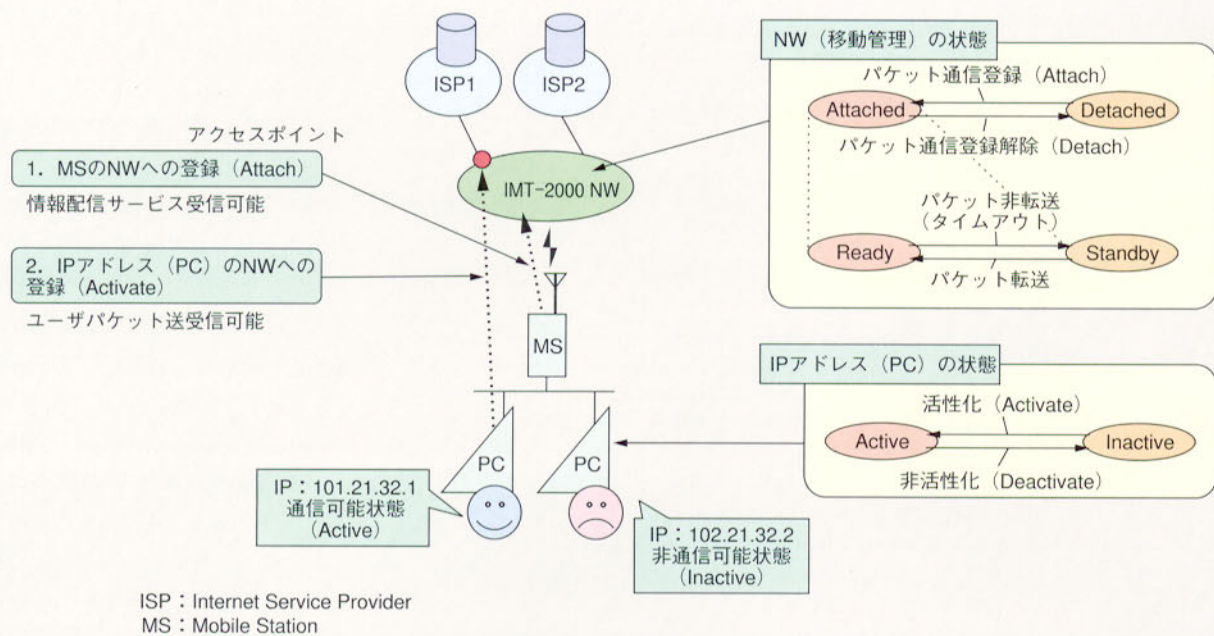 ISP1
ISP2
アクセスポイント
1．MSのNWへの登録（Attach）
情報配信サービス受信可能
IMT-2000 NW
2．IPアドレス（PC）のNWへの
登録（Activate）
ユーザパケット送受信可能
MS
PC
PC
IP：101.21.32.1
通信可能状態
（Active）
IP：102.21.32.2
非通信可能状態
（Inactive）
NW（移動管理）の状態
パケット通信登録（Attach）
Attached
Detached
パケット通信登録解除（Detach）
パケット非転送
（タイムアウト）
Ready
Standby
パケット転送
IPアドレス（PC）の状態
活性化（Activate）
Active
Inactive
非活性化（Deactivate）
ISP：Internet Service Provider
MS：Mobile Station